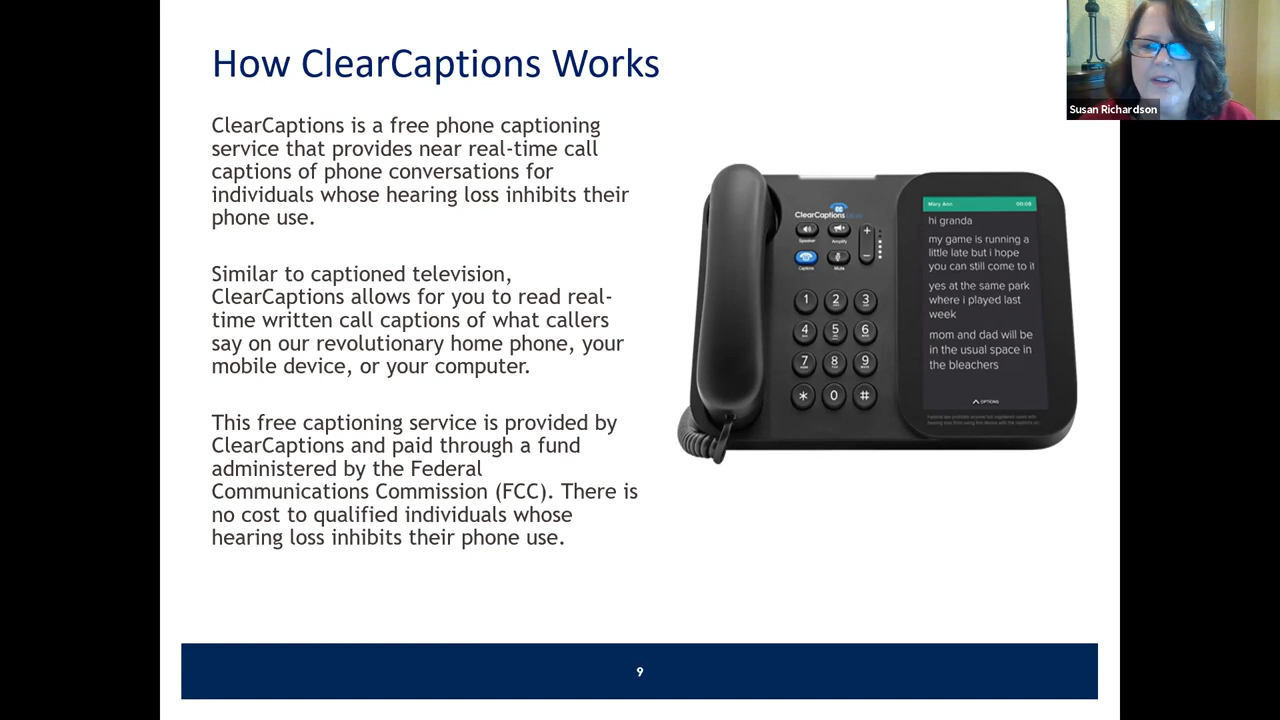 How ClearCaptions Works
Susan Richardson
ClearCaptions is a free phone captioning
service that provides near real-time call
captions of phone conversations for
individuals whose hearing loss inhibits their
phone use.
Similar to captioned television,
ClearCaptions allows for you to read real-
time written call captions of what callers
say on our revolutionary home phone, your
mobile device, or your computer.
This free captioning service is provided by
ClearCaptions and paid through a fund
administered by the Federal
Communications Commission (FCC). There is
no cost to qualified individuals whose
hearing loss inhibits their phone use.
CC
ClearCaptions
Speaker
Amplify
+
-
Captions
Mute
1 2 3
4 5 6
7 8 9
* 0 #
Mary Ann 00:08
hi granda
my game is running a
little late but i hope
you can still come to it
yes at the same park
where i played last
week
mom and dad will be
in the usual space in
the bleachers
OPTIONS
9